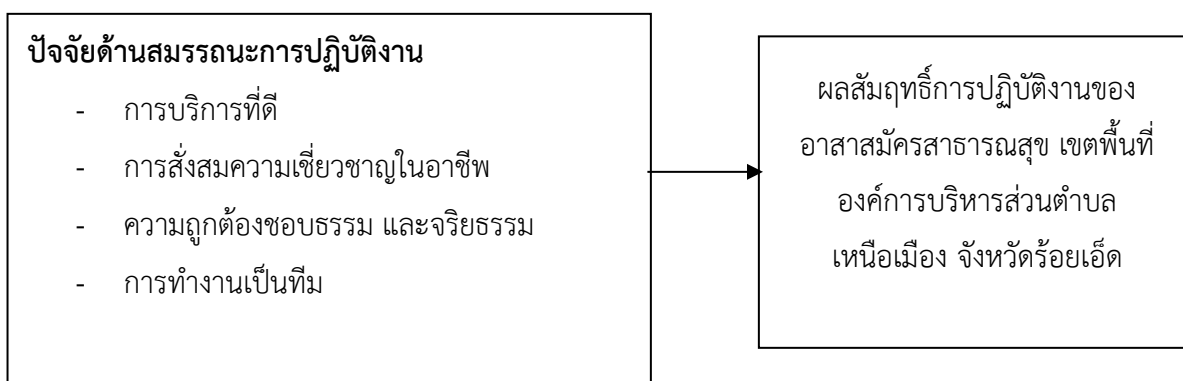 ปัจจัยด้านสมรรถนะการปฏิบัติงาน
- การบริการที่ดี
- การสั่งสมความเชี่ยวชาญในอาชีพ
- ความถูกต้องชอบธรรม และจริยธรรม
- การทำงานเป็นทีม
ผลสัมฤทธิ์การปฏิบัติงานของ
อาสาสมัครสาธารณสุข เขตพื้นที่
องค์การบริหารส่วนตำบล
เหนือเมือง จังหวัดร้อยเอ็ด